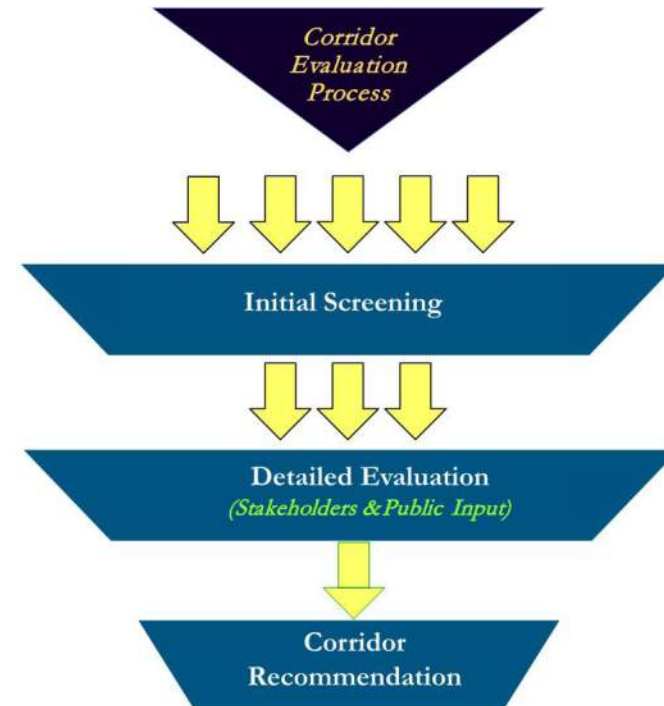 Corridor
Evaluation
Process
Initial Screening
Detailed Evaluation
(Stakeholders & Public Input)
Corridor
Recommendation